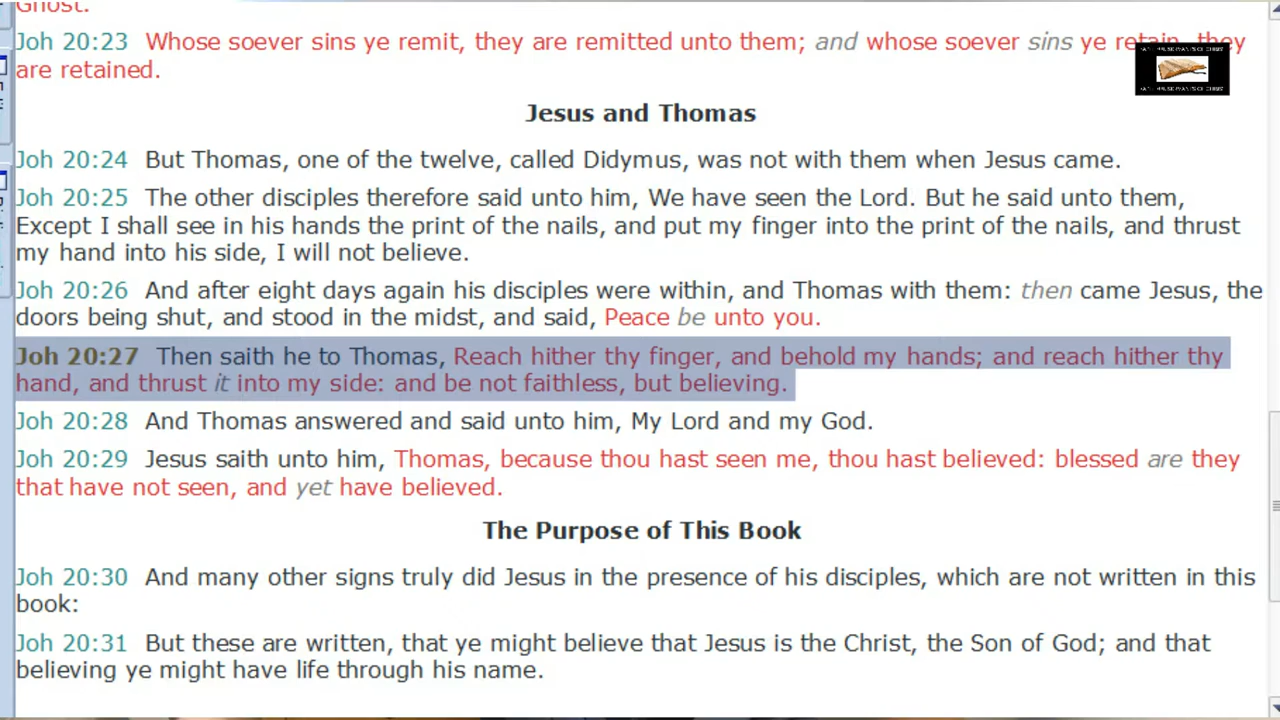 Ghost.
Joh 20:23 Whose soever sins ye remit, they are remitted unto them; and whose soever sins ye retain, they
are retained.
Jesus and Thomas
Joh 20:24 But Thomas, one of the twelve, called Didymus, was not with them when Jesus came.
Joh 20:25 The other disciples therefore said unto him, We have seen the Lord. But he said unto them,
Except I shall see in his hands the print of the nails, and put my finger into the print of the nails, and thrust
my hand into his side, I will not believe.
Joh 20:26 And after eight days again his disciples were within, and Thomas with them: then came Jesus, the
doors being shut, and stood in the midst, and said, Peace be unto you.
Joh 20:27 Then saith he to Thomas, Reach hither thy finger, and behold my hands; and reach hither thy
hand, and thrust it into my side: and be not faithless, but believing.
Joh 20:28 And Thomas answered and said unto him, My Lord and my God.
Joh 20:29 Jesus saith unto him, Thomas, because thou hast seen me, thou hast believed: blessed are they
that have not seen, and yet have believed.
The Purpose of This Book
Joh 20:30 And many other signs truly did Jesus in the presence of his disciples, which are not written in this
book:
Joh 20:31 But these are written, that ye might believe that Jesus is the Christ, the Son of God; and that
believing ye might have life through his name.